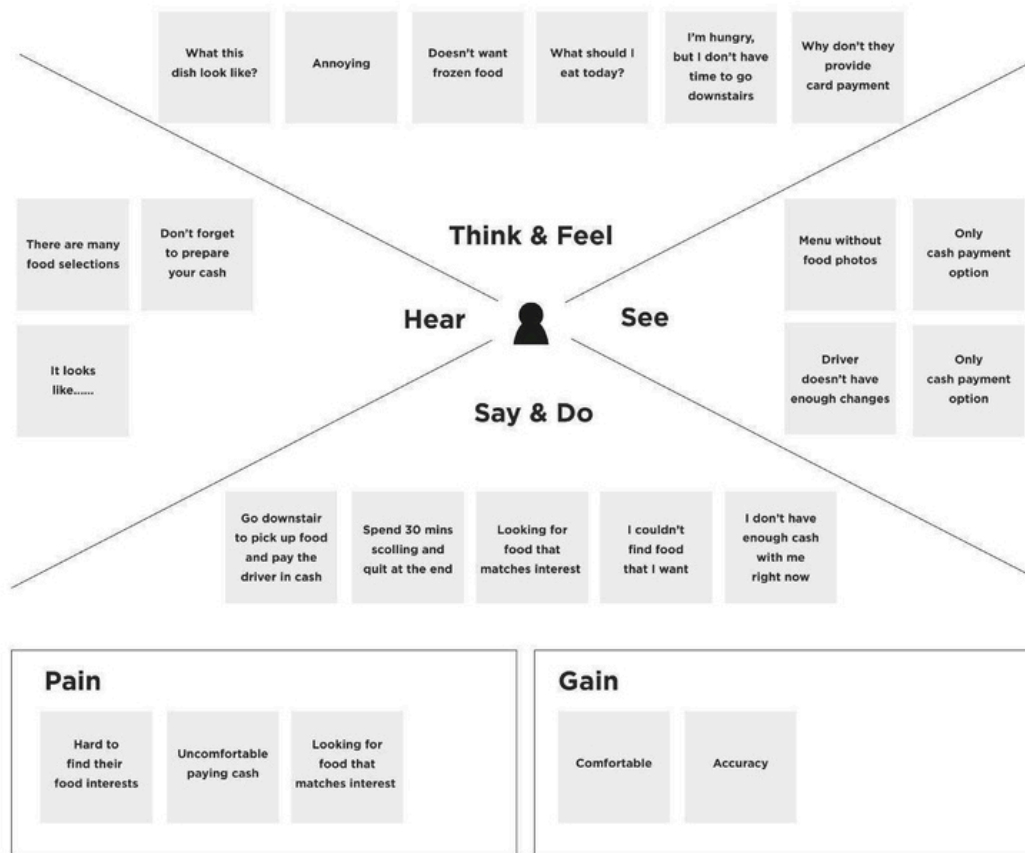 What this
dish look like?
Annoying
Doesn't want
frozen food
What should I
eat today?
I'm hungry,
but I don't have
time to go
downstairs
Why don't they
provide
card payment
Think & Feel
There are many
food selections
Don't forget
to prepare
your cash
It looks
like......
Hear
See
Menu without
food photos
Only
cash payment
option
Driver
doesn't have
enough changes
Only
cash payment
option
Say & Do
Go downstair
to pick up food
and pay the
driver in cash
Spend 30 mins
scolling and
quit at the end
Looking for
food that
matches interest
I couldn't
find food
that I want
I don't have
enough cash
with me
right now
Pain
Hard to
find their
food interests
Uncomfortable
paying cash
Looking for
food that
matches interest
Gain
Comfortable
Accuracy